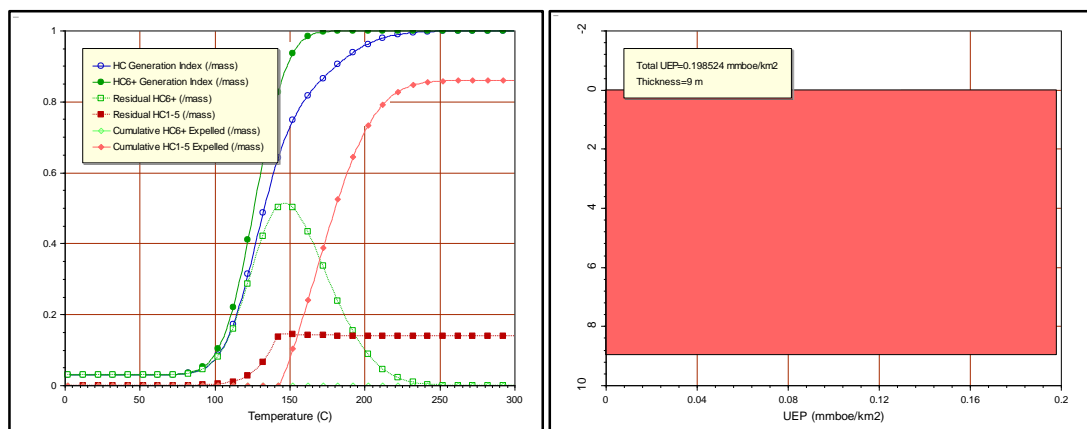 1
0.8
0.6
0.4
0.2
0
0
50
100
150
200
250
300
Temperature (C)
HC Generation Index (/mass)
HC6+ Generation Index (/mass)
Residual HC6+ (/mass)
Residual HC1-5 (/mass)
Cumulative HC6+ Expelled (/mass)
Cumulative HC1-5 Expelled (/mass)
-2
0
2
4
6
8
10
0
0.04
0.08
0.12
0.16
0.2
UEP (mmboe/km2)
Total UEP=0.198524 mmboe/km2
Thickness=9 m